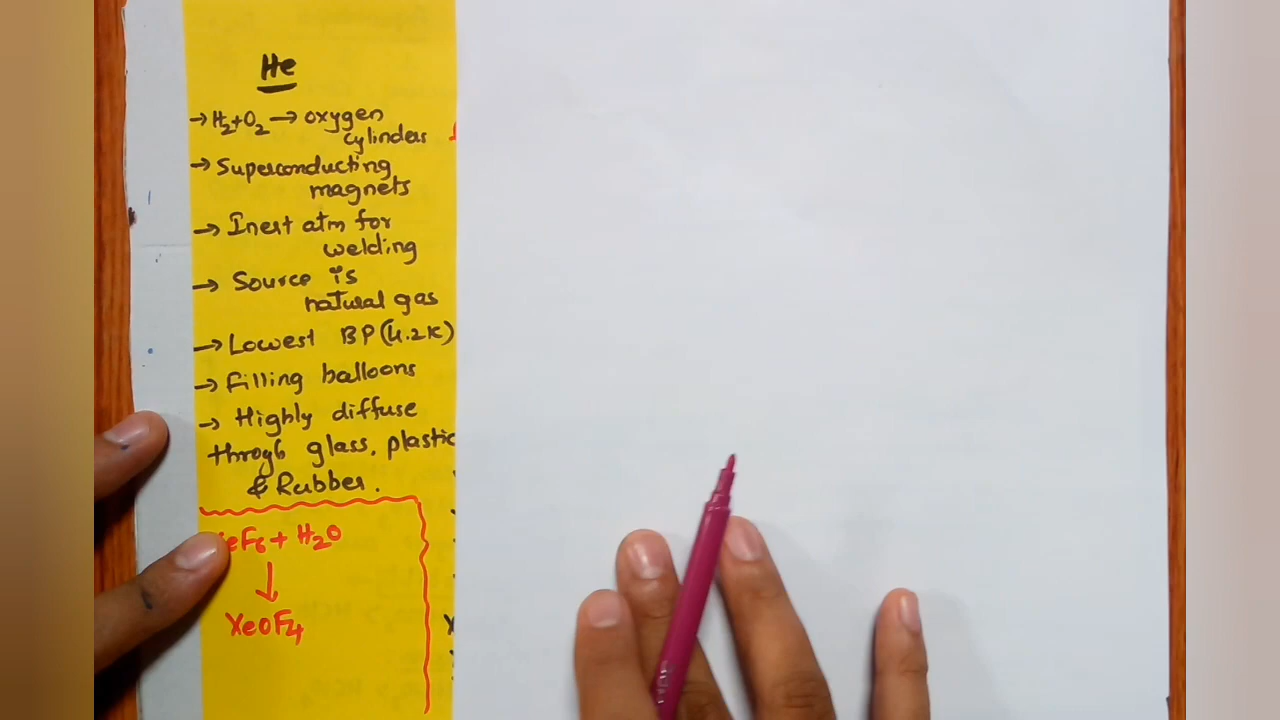 He
→ H2+O2 → oxygen
cylinders
→ Superconducting
magnets
→ Inert atm for
welding
→ Source is
natural gas
→ Lowest BP (4.2K)
→ Filling balloons
→ Highly diffuse
throgh glass, plastic
& Rubber.
eF6 + H2O
↓
XeOF4